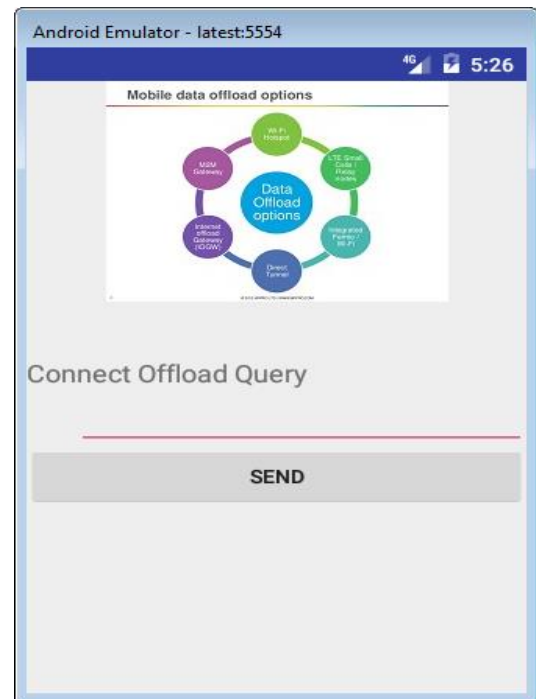 Android Emulator - latest:5554
4G 5:26
Mobile data offload options
Wi-Fi
Hotspot
LTE Small
Cells /
Relay
nodes
Integrated
Femto /
Wi-Fi
Direct
Tunnel
Internet
offload
Gateway
M2M
Gateway
Data
Offload
options
Connect Offload Query
SEND